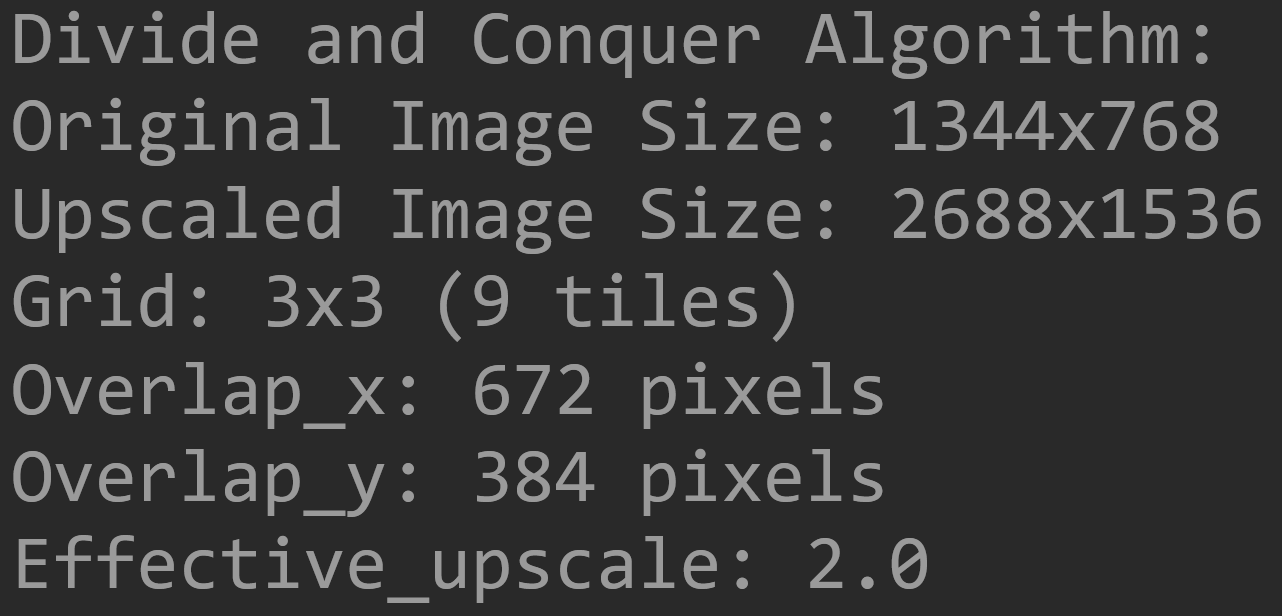 Divide and Conquer Algorithm:
Original Image Size: 1344x768
Upscaled Image Size: 2688x1536
Grid: 3x3 (9 tiles)
Overlap_x: 672 pixels
Overlap_y: 384 pixels
Effective_upscale: 2.0